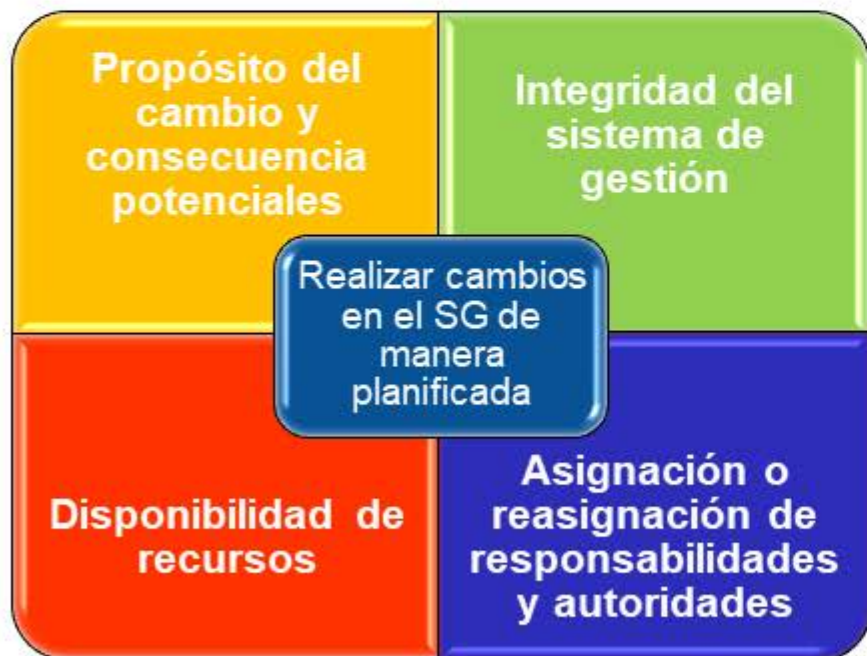 Propósito del
cambio y
consecuencia
potenciales
Integridad del
sistema de
gestión
Realizar cambios
en el SG de
manera
planificada
Disponibilidad de
recursos
Asignación o
reasignación de
responsabilidades
y autoridades